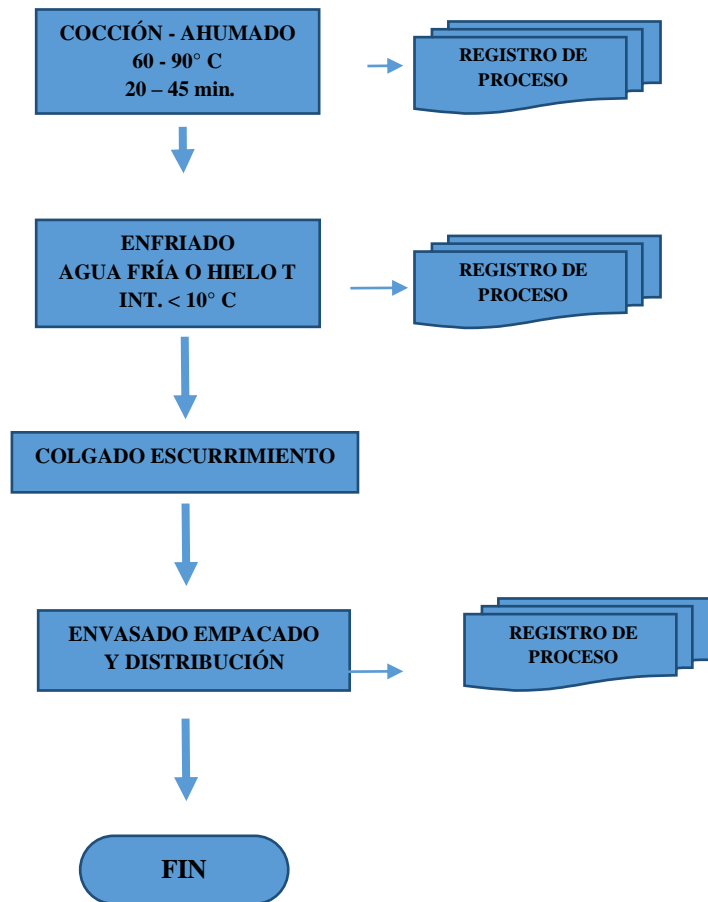 COCCIÓN - AHUMADO
60 - 90° C
20 – 45 min.
REGISTRO DE
PROCESO
ENFRIADO
AGUA FRÍA O HIELO T
INT. < 10° C
REGISTRO DE
PROCESO
COLGADO ESCURRIMIENTO
ENVASADO EMPACADO
Y DISTRIBUCIÓN
REGISTRO DE
PROCESO
FIN